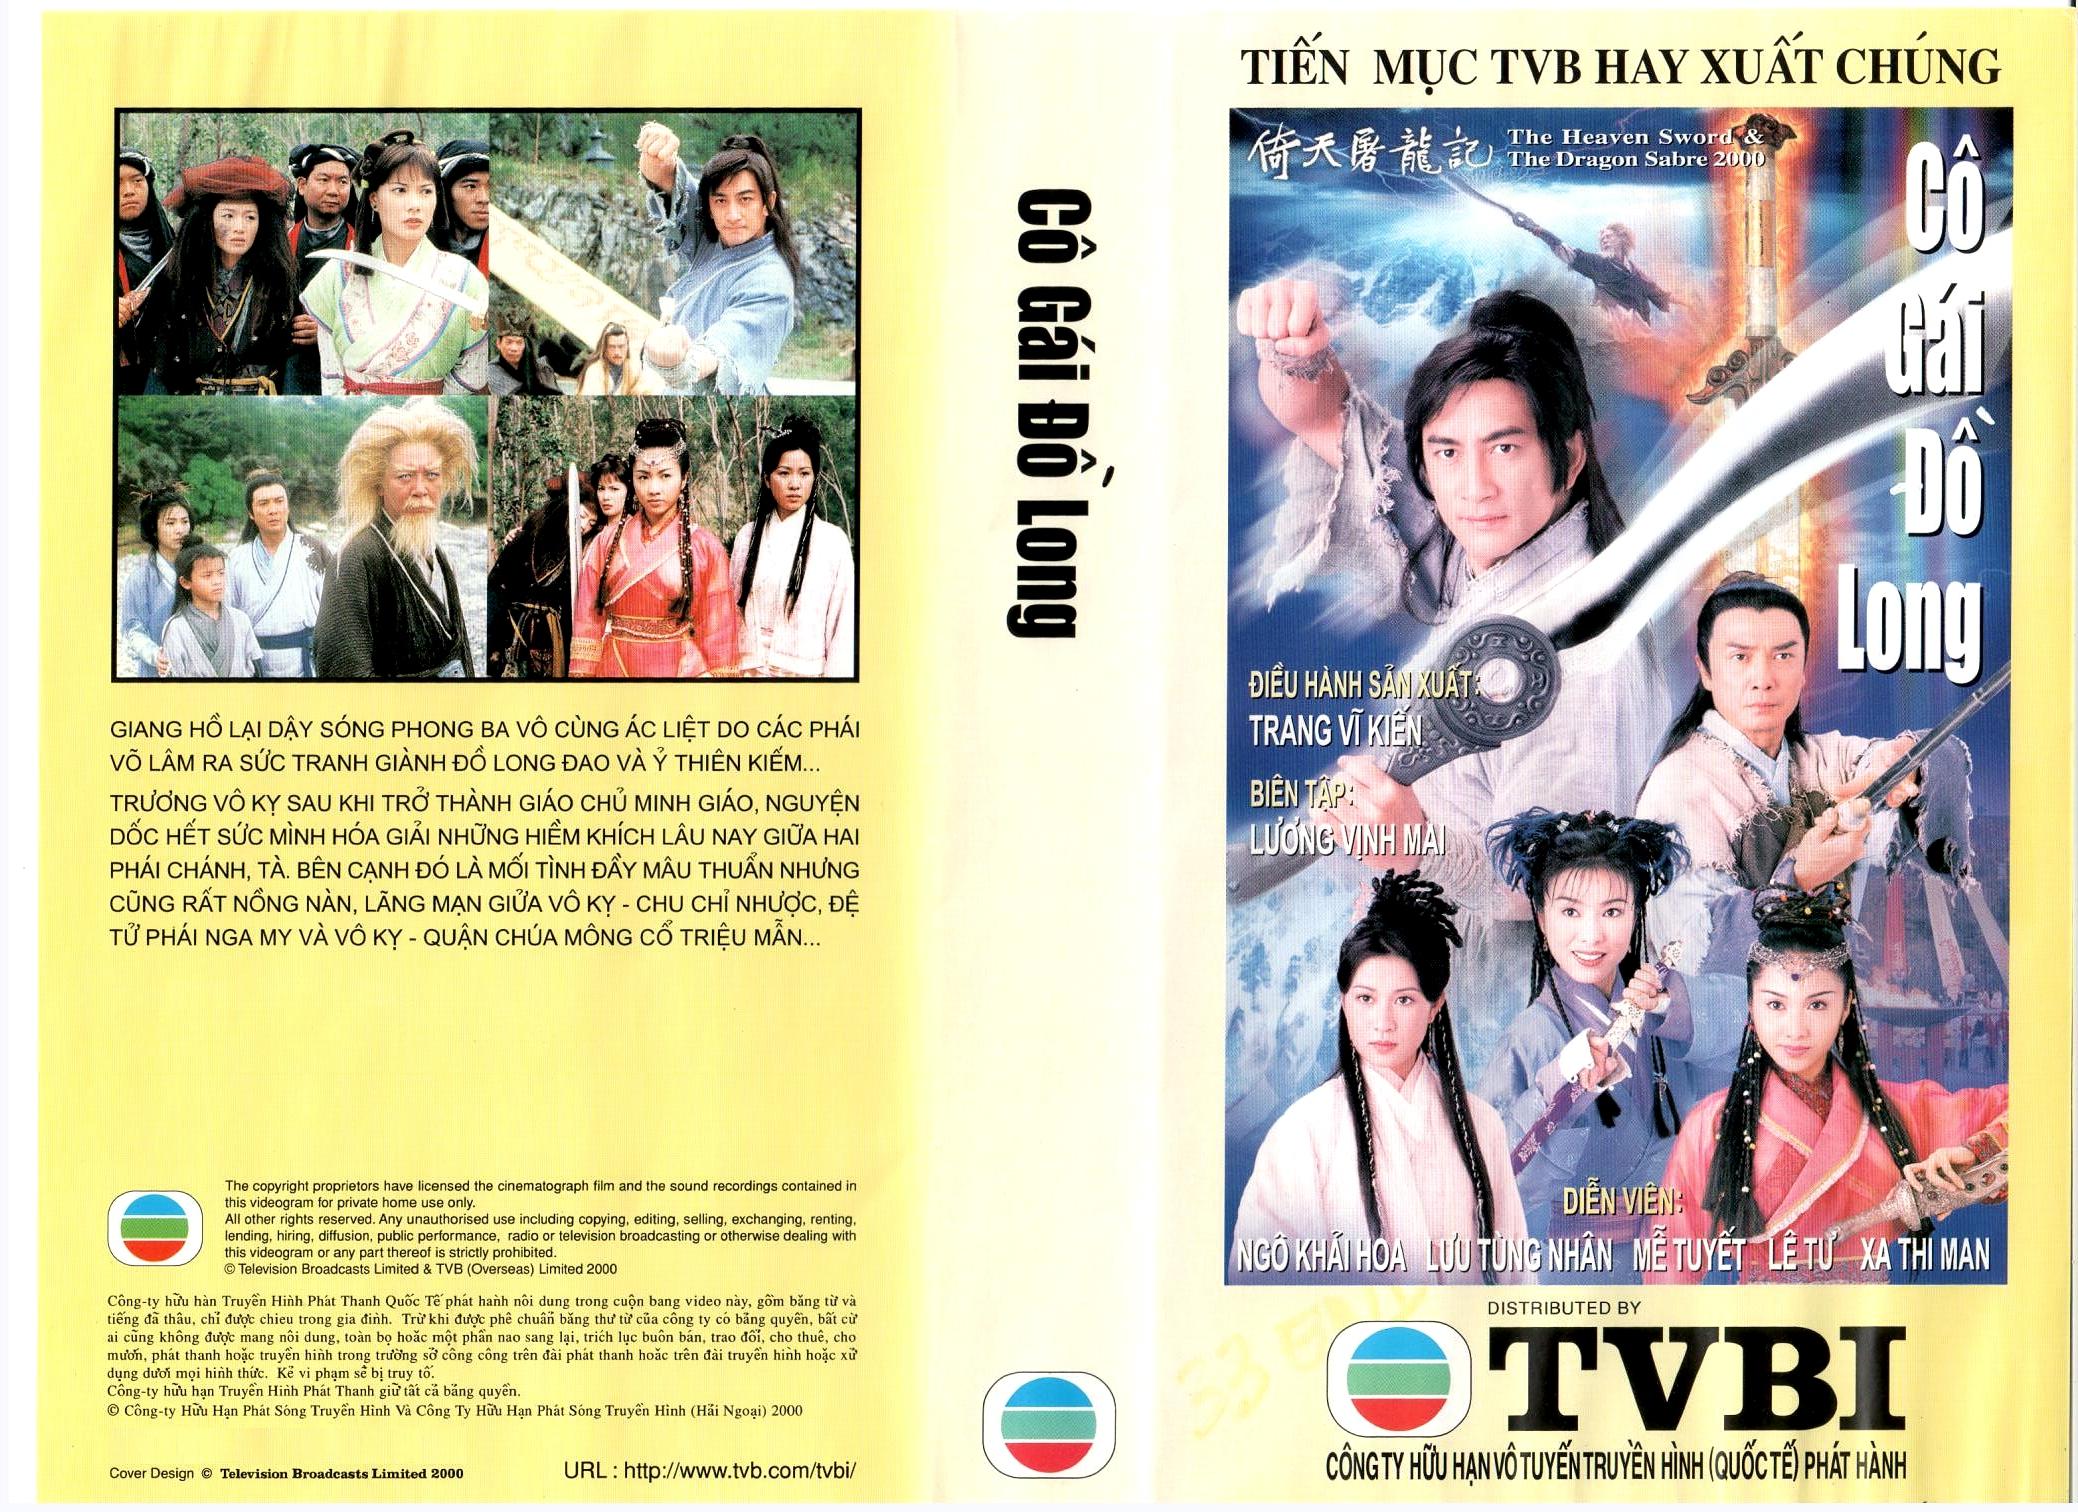 GIANG HỒ LẠI DẬY SÓNG PHONG BA VÔ CÙNG ÁC LIỆT DO CÁC PHÁI
VÕ LÂM RA SỨC TRANH GIÀNH ĐỒ LONG ĐAO VÀ Ỷ THIÊN KIẾM...
TRƯƠNG VÔ KỴ SAU KHI TRỞ THÀNH GIÁO CHỦ MINH GIÁO, NGUYỆN
DỐC HẾT SỨC MÌNH HÓA GIẢI NHỮNG HIỀM KHÍCH LÂU NAY GIỮA HAI
PHÁI CHÁNH, TÀ. BÊN CẠNH ĐÓ LÀ MỐI TÌNH ĐẦY MÂU THUẨN NHƯNG
CŨNG RẤT NỒNG NÀN, LÃNG MẠN GIỬA VÔ KỴ - CHU CHỈ NHƯỢC, ĐỆ
TỬ PHÁI NGA MY VÀ VÔ KỴ - QUẬN CHÚA MÔNG CỔ TRIỆU MẪN...
The copyright proprietors have licensed the cinematograph film and the sound recordings contained in
this videogram for private home use only.
All other rights reserved. Any unauthorised use including copying, editing, selling, exchanging, renting,
lending, hiring, diffusion, public performance, radio or television broadcasting or otherwise dealing with
this videogram or any part thereof is strictly prohibited.
© Television Broadcasts Limited & TVB (Overseas) Limited 2000
Công-ty hữu hàn Truyền Hình Phát Thanh Quốc Tế phát hành nôi dung trong cuộn bang video này, gồm bằng từ và
tiếng đã thâu, chỉ được chieu trong gia đình. Trừ khi được phê chuẩn bằng thư từ của công ty có bảng quyền, bất cứ
ai cũng không được mang nôi dung, toàn bọ hoăc một phần nao sang lại, trich lục buôn bán, trao đổi, cho thuê, cho
mướn, phát thanh hoặc truyền hình trong trường sở công công trên đài phát thanh hoăc trên đài truyền hình hoặc xử
dụng dưới mọi hình thức. Kẻ vi phạm sẽ bị truy tố.
Công-ty hữu hạn Truyền Hình Phát Thanh giữ tất cả bảng quyền.
© Công-ty Hữu Hạn Phát Sóng Truyền Hình Và Công Ty Hữu Hạn Phát Sóng Truyền Hình (Hải Ngoại) 2000
Cover Design © Television Broadcasts Limited 2000
URL : http://www.tvb.com/tvbi/
Cô Gái Đồ Long
TIẾN MỤC TVB HAY XUẤT CHÚNG
倚天屠龍記
The Heaven Sword &
The Dragon Sabre 2000
Cô
Gái
Đồ
Long
ĐIỀU HÀNH SẢN XUẤT:
TRANG VĨ KIẾN
BIÊN TẬP:
LƯƠNG VỊNH MAI
DIỄN VIÊN:
NGÔ KHẢI HOA LƯU TÙNG NHÂN MỄ TUYẾT LÊ TƯ XA THI MAN
33 END
DISTRIBUTED BY
TVBI
CÔNG TY HỮU HẠN VÔ TUYẾN TRUYỀN HÌNH (QUỐC TẾ) PHÁT HÀNH